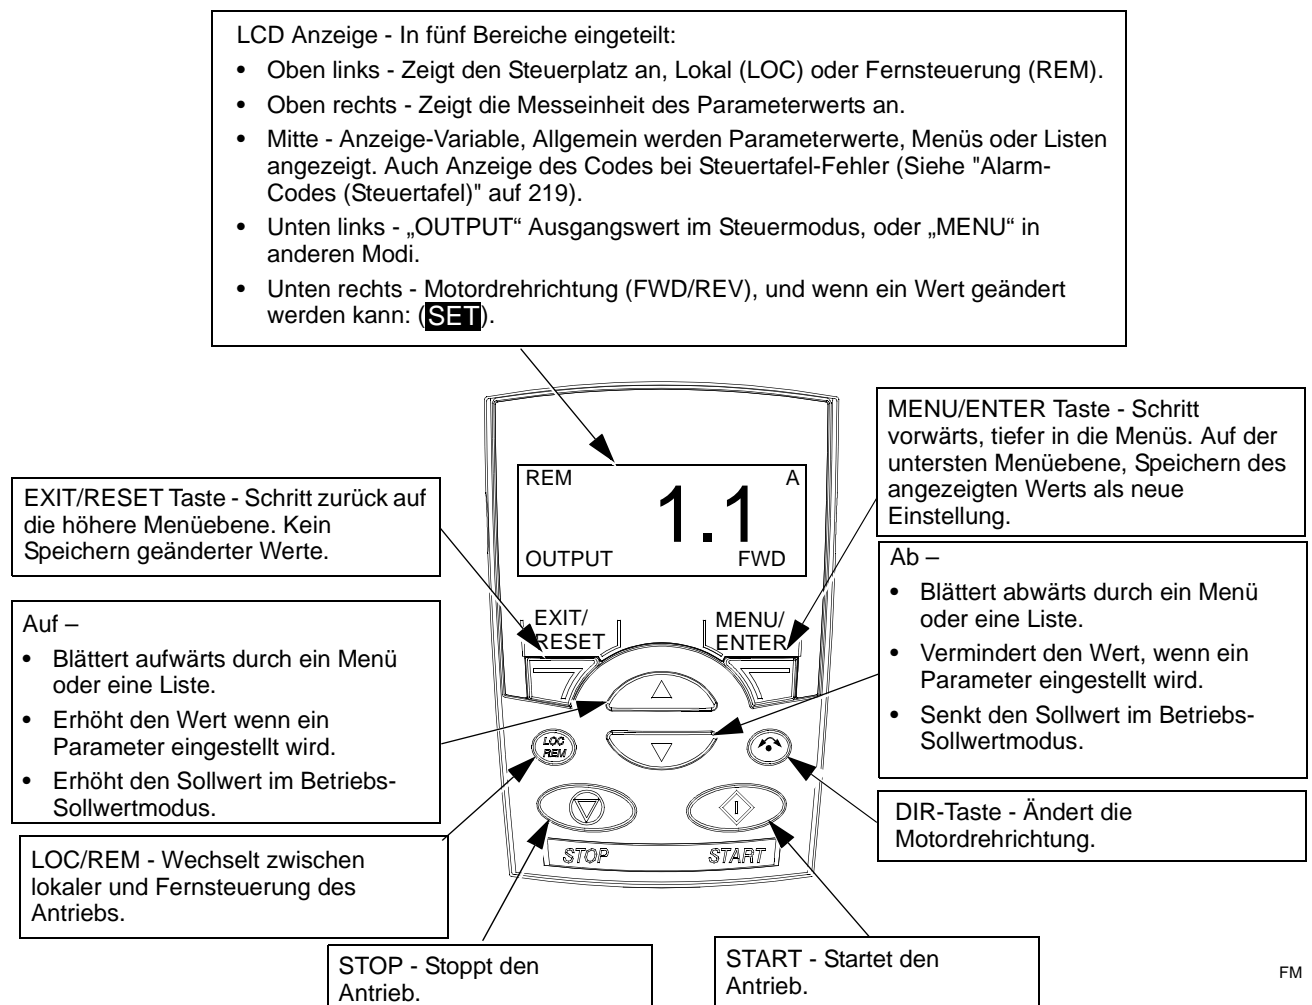 LCD Anzeige - In fünf Bereiche eingeteilt:
• Oben links - Zeigt den Steuerplatz an, Lokal (LOC) oder Fernsteuerung (REM).
• Oben rechts - Zeigt die Messeinheit des Parameterwerts an.
• Mitte - Anzeige-Variable, Allgemein werden Parameterwerte, Menüs oder Listen
angezeigt. Auch Anzeige des Codes bei Steuertafel-Fehler (Siehe "Alarm-
Codes (Steuertafel)" auf 219).
• Unten links - „OUTPUT“ Ausgangswert im Steuermodus, oder „MENU“ in
anderen Modi.
• Unten rechts - Motordrehrichtung (FWD/REV), und wenn ein Wert geändert
werden kann: (SET).
EXIT/RESET Taste - Schritt zurück auf
die höhere Menüebene. Kein
Speichern geänderter Werte.
Auf –
• Blättert aufwärts durch ein Menü
oder eine Liste.
• Erhöht den Wert wenn ein
Parameter eingestellt wird.
• Erhöht den Sollwert im Betriebs-
Sollwertmodus.
LOC/REM - Wechselt zwischen
lokaler und Fernsteuerung des
Antriebs.
REM
A
1.1
OUTPUT
FWD
EXIT/
RESET
MENU/
ENTER
LOC
REM
STOP
START
MENU/ENTER Taste - Schritt
vorwärts, tiefer in die Menüs. Auf der
untersten Menüebene, Speichern des
angezeigten Werts als neue
Einstellung.
Ab –
• Blättert abwärts durch ein Menü
oder eine Liste.
• Vermindert den Wert, wenn ein
Parameter eingestellt wird.
• Senkt den Sollwert im Betriebs-
Sollwertmodus.
DIR-Taste - Ändert die
Motordrehrichtung.
STOP - Stoppt den
Antrieb.
START - Startet den
Antrieb.
FM